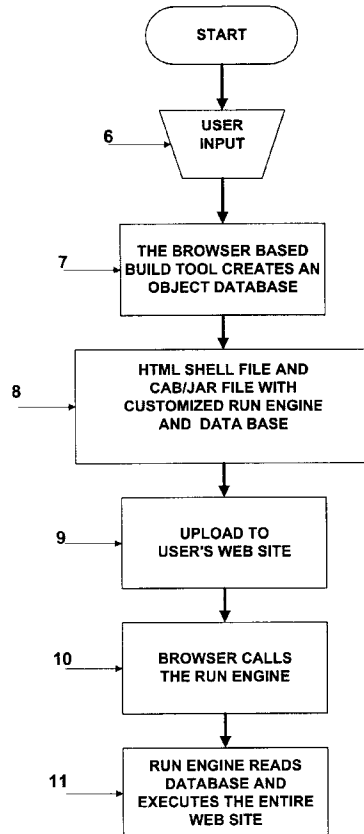 START
6
USER
INPUT
7
THE BROWSER BASED
BUILD TOOL CREATES AN
OBJECT DATABASE
8
HTML SHELL FILE AND
CAB/JAR FILE WITH
CUSTOMIZED RUN ENGINE
AND DATA BASE
9
UPLOAD TO
USER'S WEB SITE
10
BROWSER CALLS
THE RUN ENGINE
11
RUN ENGINE READS
DATABASE AND
EXECUTES THE ENTIRE
WEB SITE